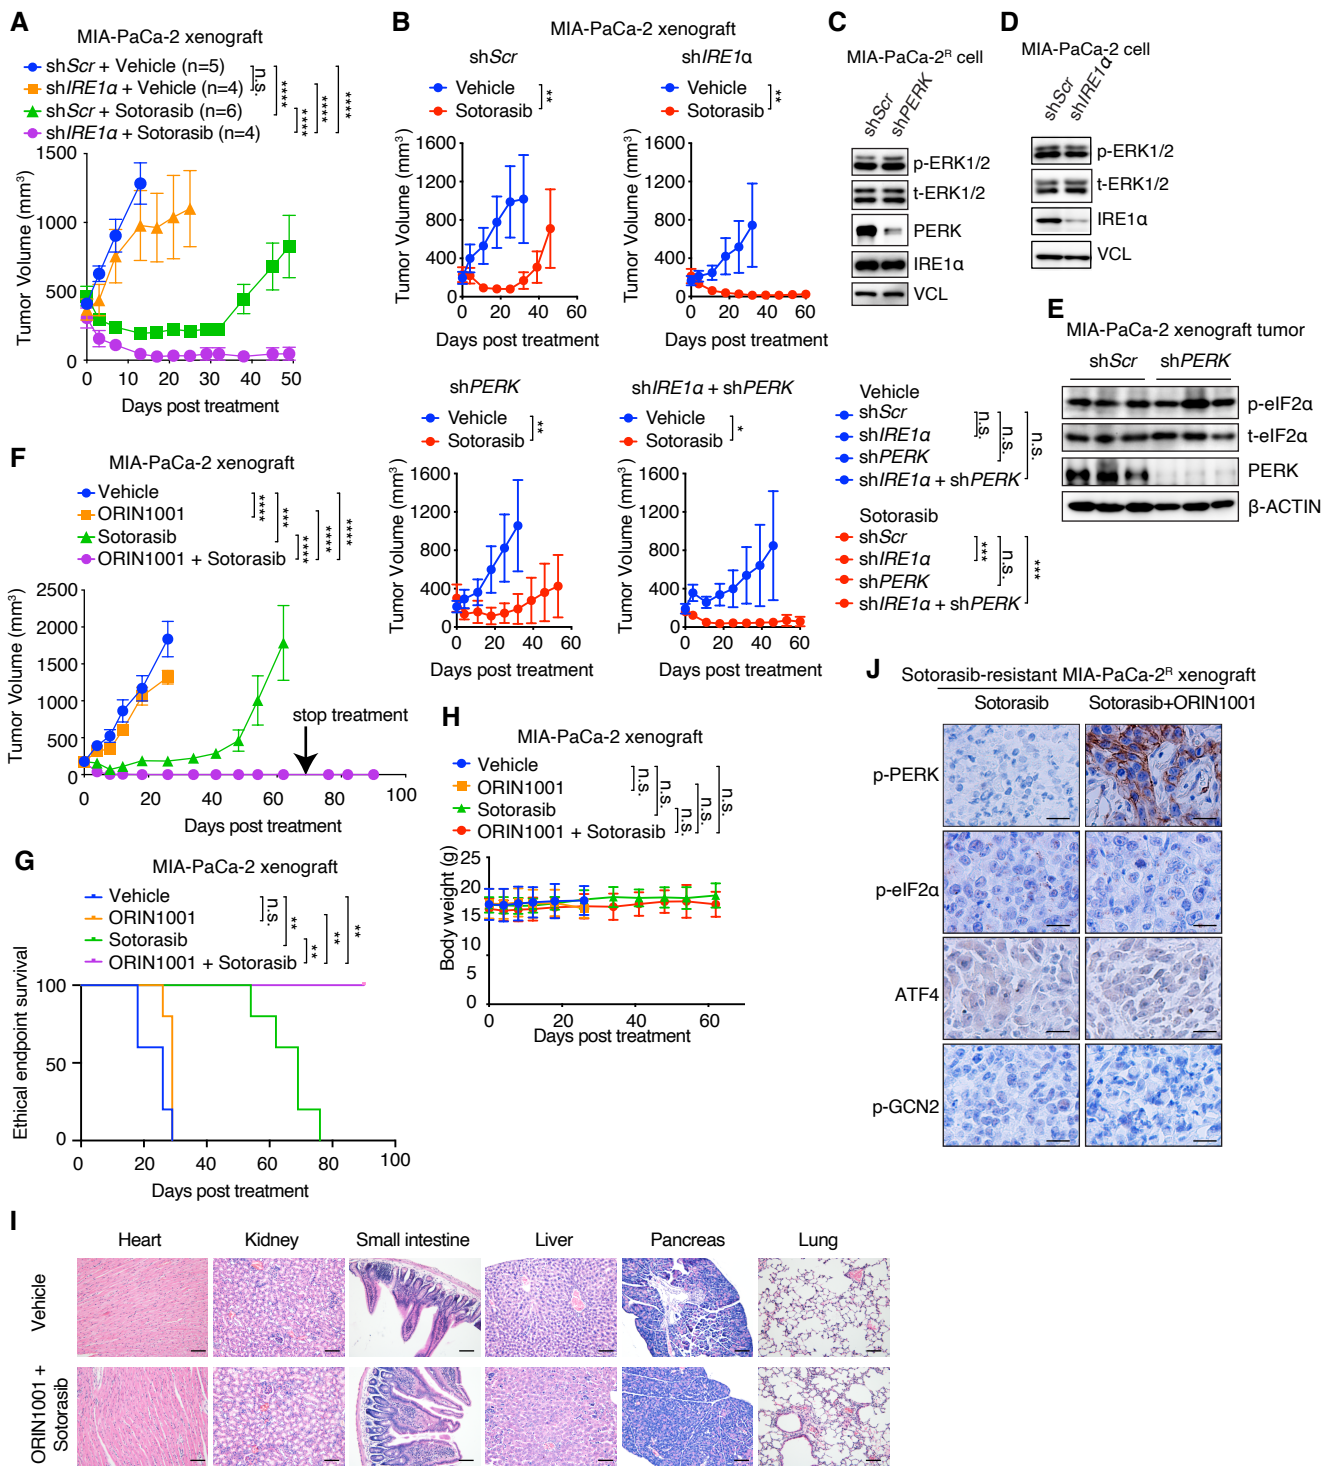 A
MIA-PaCa-2 xenograft
shScr + Vehicle (n=5)
shIRE1α + Vehicle (n=4)
shScr + Sotorasib (n=6)
shIRE1α + Sotorasib (n=4)
n.s.
****
****
****
****
Tumor Volume (mm³)
1500
1000
500
0
0 10 20 30 40 50
Days post treatment
B
MIA-PaCa-2 xenograft
shScr
Vehicle
Sotorasib
**
Tumor Volume (mm³)
1600
1200
800
400
0
0 20 40 60
Days post treatment
shIRE1α
Vehicle
Sotorasib
**
Tumor Volume (mm³)
1600
1200
800
400
0
0 20 40 60
Days post treatment
shPERK
Vehicle
Sotorasib
**
Tumor Volume (mm³)
1600
1200
800
400
0
0 20 40 60
Days post treatment
shIRE1α + shPERK
Vehicle
Sotorasib
*
Tumor Volume (mm³)
1600
1200
800
400
0
0 20 40 60
Days post treatment
Vehicle
shScr
shIRE1α
shPERK
shIRE1α + shPERK
n.s.
n.s.
n.s.
Sotorasib
shScr
shIRE1α
shPERK
shIRE1α + shPERK
***
n.s.
***
C
MIA-PaCa-2ᴿ cell
shScr
shPERK
p-ERK1/2
t-ERK1/2
PERK
IRE1α
VCL
D
MIA-PaCa-2 cell
shScr
shIRE1α
p-ERK1/2
t-ERK1/2
IRE1α
VCL
E
MIA-PaCa-2 xenograft tumor
shScr shPERK
p-eIF2α
t-eIF2α
PERK
β-ACTIN
F
MIA-PaCa-2 xenograft
Vehicle
ORIN1001
Sotorasib
ORIN1001 + Sotorasib
****
***
****
****
****
Tumor Volume (mm³)
2500
2000
1500
1000
500
0
stop treatment
0 20 40 60 80 100
Days post treatment
G
MIA-PaCa-2 xenograft
Vehicle
ORIN1001
Sotorasib
ORIN1001 + Sotorasib
n.s.
**
**
**
**
Ethical endpoint survival
100
50
0
0 20 40 60 80 100
Days post treatment
H
MIA-PaCa-2 xenograft
Vehicle
ORIN1001
Sotorasib
ORIN1001 + Sotorasib
n.s.
n.s.
n.s.
n.s.
n.s.
Body weight (g)
25
20
15
10
5
0
0 20 40 60
Days post treatment
J
Sotorasib-resistant MIA-PaCa-2ᴿ xenograft
Sotorasib Sotorasib+ORIN1001
p-PERK
p-eIF2α
ATF4
p-GCN2
I
Heart Kidney Small intestine Liver Pancreas Lung
Vehicle
ORIN1001 +
Sotorasib